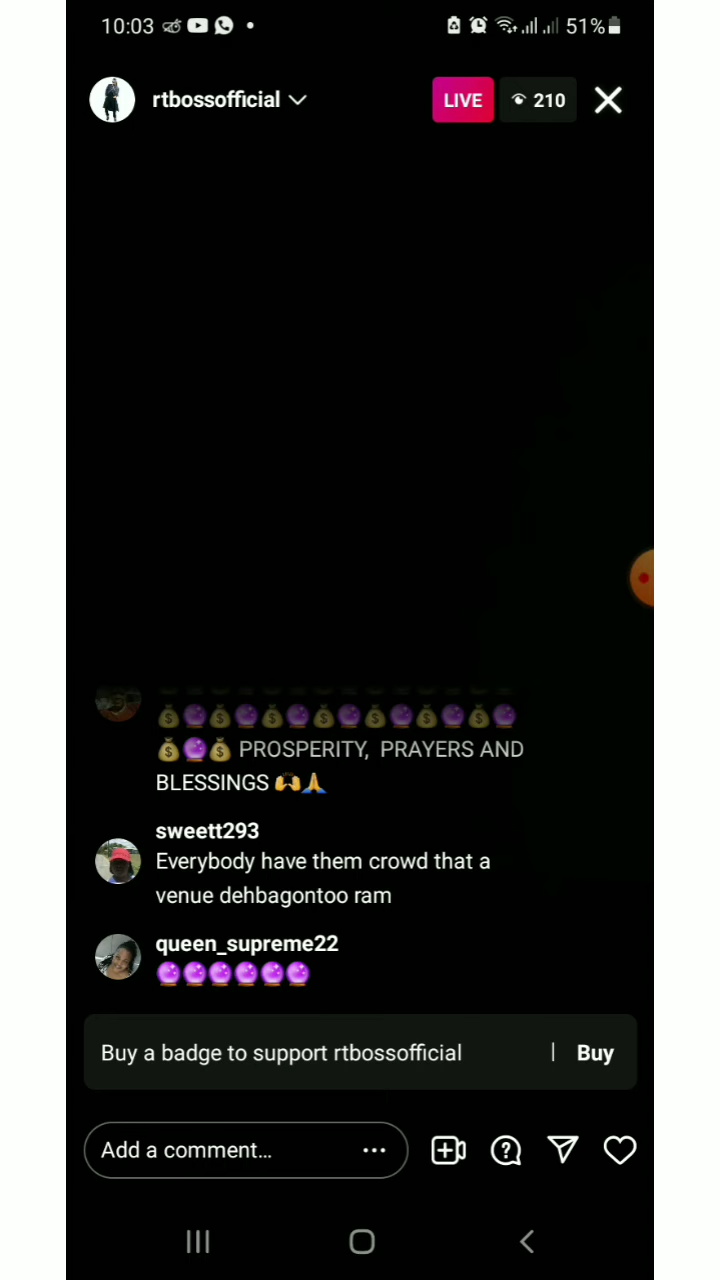 10:03
51%
rtbossofficial
LIVE
210
PROSPERITY, PRAYERS AND
BLESSINGS 🙌🙏
sweett293
Everybody have them crowd that a
venue dehbagontoo ram
queen_supreme22
🔮🔮🔮🔮🔮🔮
Buy a badge to support rtbossofficial | Buy
Add a comment...